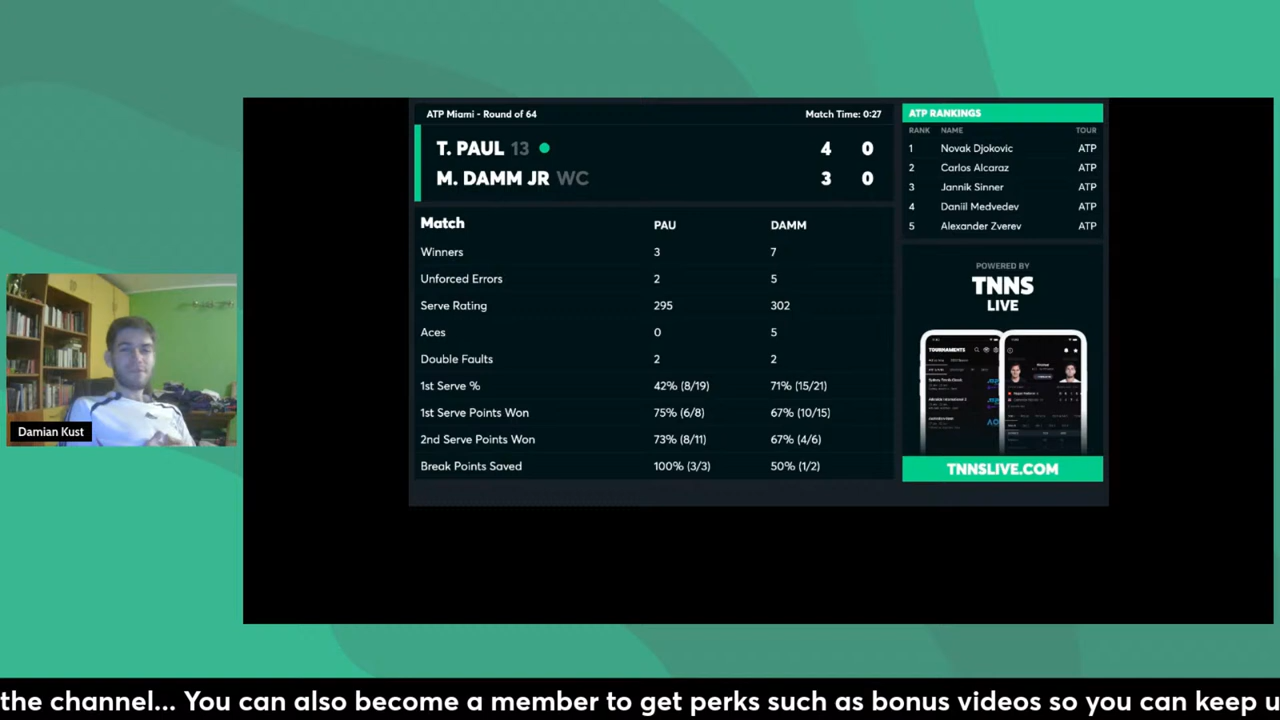 ATP Miami - Round of 64 Match Time: 0:27
T. PAUL 13 4 0
M. DAMM JR WC 3 0
Match PAU DAMM
Winners 3 7
Unforced Errors 2 5
Serve Rating 295 302
Aces 0 5
Double Faults 2 2
1st Serve % 42% (8/19) 71% (15/21)
1st Serve Points Won 75% (6/8) 67% (10/15)
2nd Serve Points Won 73% (8/11) 67% (4/6)
Break Points Saved 100% (3/3) 50% (1/2)
ATP RANKINGS
RANK NAME TOUR
1 Novak Djokovic ATP
2 Carlos Alcaraz ATP
3 Jannik Sinner ATP
4 Daniil Medvedev ATP
5 Alexander Zverev ATP
POWERED BY
TNNS
LIVE
TOURNAMENTS
TNNSLIVE.COM
Damian Kust
the channel... You can also become a member to get perks such as bonus videos so you can keep u